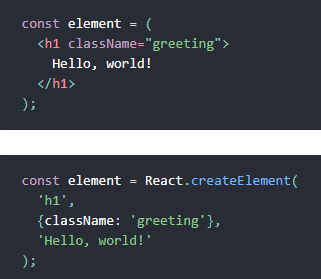 const element = (
  <h1 className="greeting">
    Hello, world!
  </h1>
);
const element = React.createElement(
  'h1',
  {className: 'greeting'},
  'Hello, world!'
);